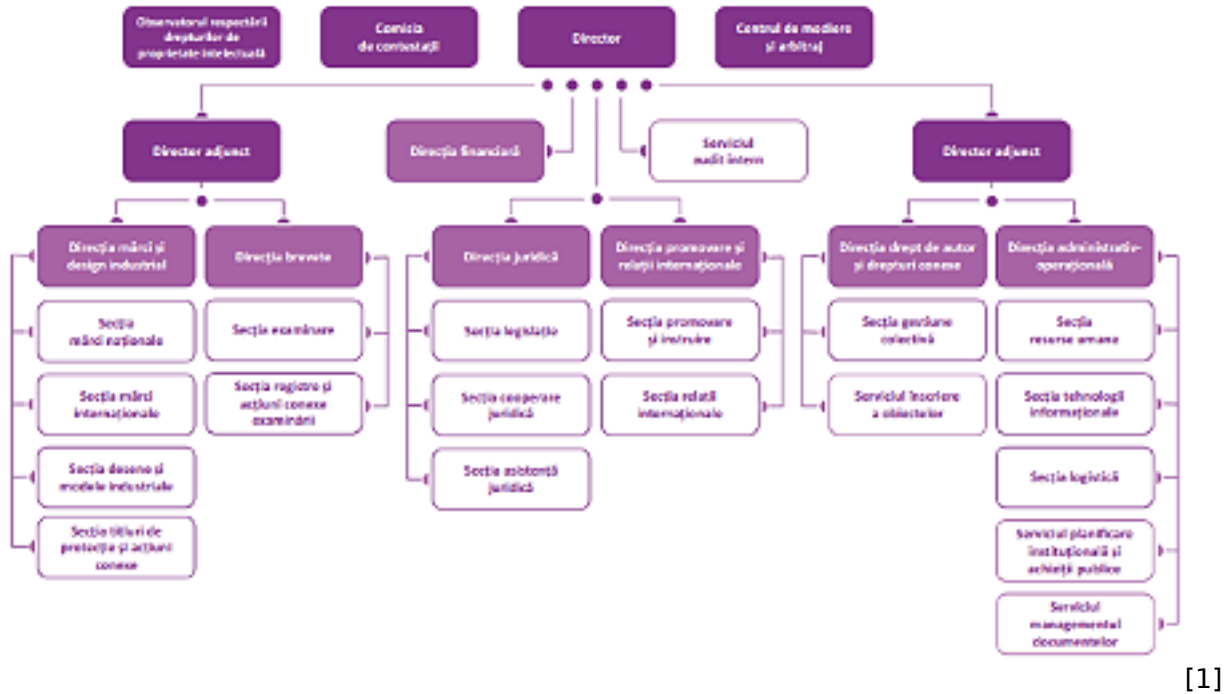 Observatorul respectării
drepturilor de
proprietate intelectuală
Comisia
de contestații
Director
Centrul de mediere
și arbitraj
Director adjunct
Direcția financiară
Serviciul
audit intern
Director adjunct
Direcția mărci și
design industrial
Direcția brevete
Direcția juridică
Direcția promovare și
relații internaționale
Direcția drept de autor
și drepturi conexe
Direcția administrativ-
operațională
Secția
mărci naționale
Secția examinare
Secția legislație
Secția promovare
și instruire
Secția gestiune
colectivă
Secția
resurse umane
Secția mărci
internaționale
Secția registre și
acțiuni conexe
examinării
Secția cooperare
juridică
Secția relații
internaționale
Serviciul înscriere
a obiectelor
Secția tehnologii
informaționale
Secția desene și
modele industriale
Secția asistență
juridică
Secția logistică
Secția titluri de
protecție și acțiuni
conexe
Serviciul planificare
instituțională și
achiziții publice
Serviciul
managementul
documentelor
[1]